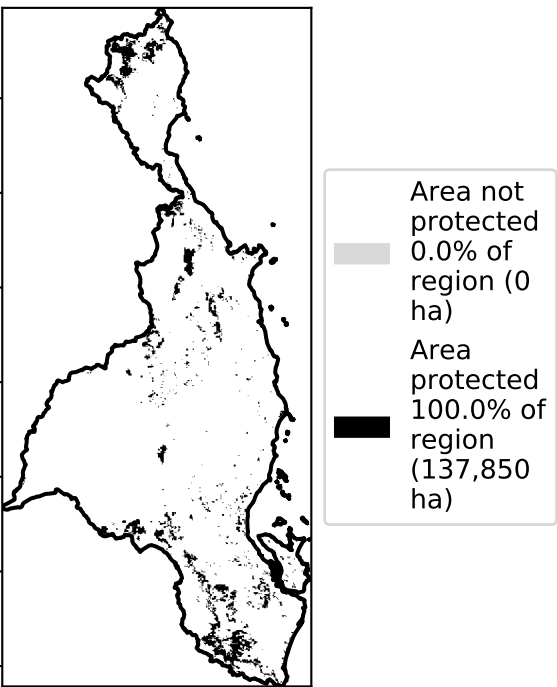 Area not
protected
0.0% of
region (0
ha)
Area
protected
100.0% of
region
(137,850
ha)